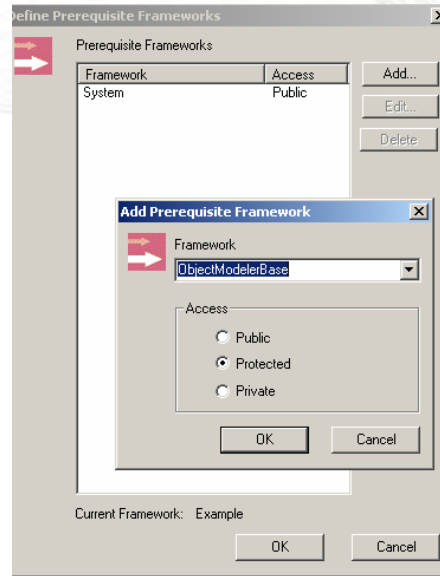 Define Prerequisite Frameworks
Prerequisite Frameworks
Framework Access
System Public
Add...
Edit...
Delete
Add Prerequisite Framework
Framework
ObjectModelerBase
Access
Public
Protected
Private
OK Cancel
Current Framework: Example
OK Cancel